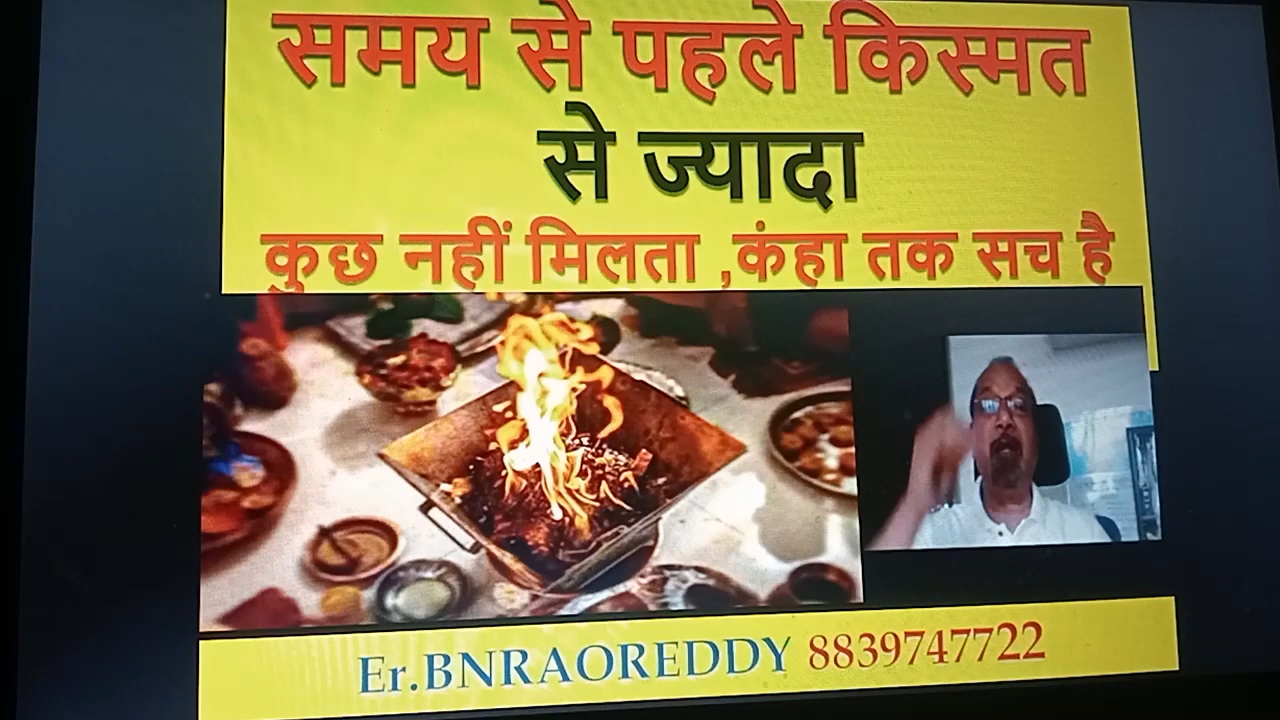 समय से पहले किस्मत
से ज्यादा
कुछ नहीं मिलता ,कंहा तक सच है
Er.BNRAOREDDY 8839747722